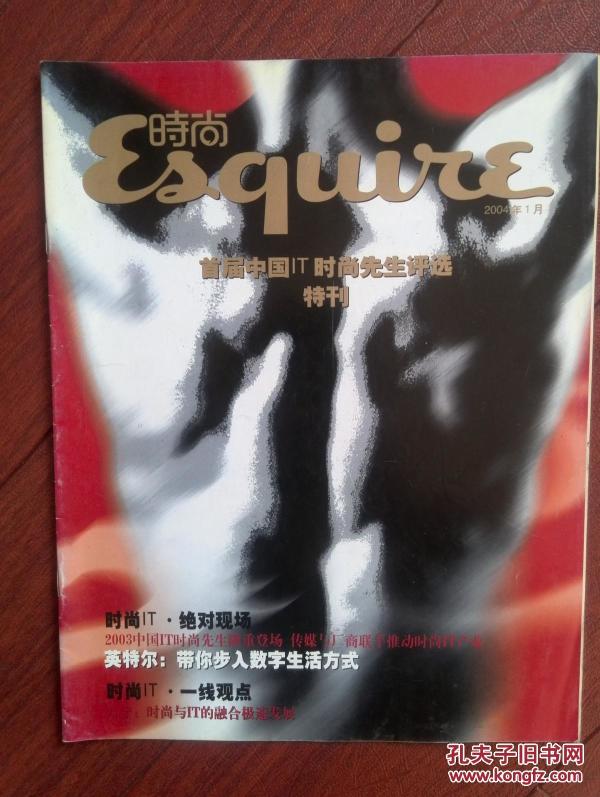 時尚
Esquire
2004年1月
首届中国IT时尚先生评选
特刊
时尚IT·绝对现场
2003中国IT时尚先生隆重登场 传媒与厂商联手推动时尚IT产业
英特尔：带你步入数字生活方式
时尚IT·一线观点
：时尚与IT的融合极速发展
孔夫子旧书网
www.kongfz.com